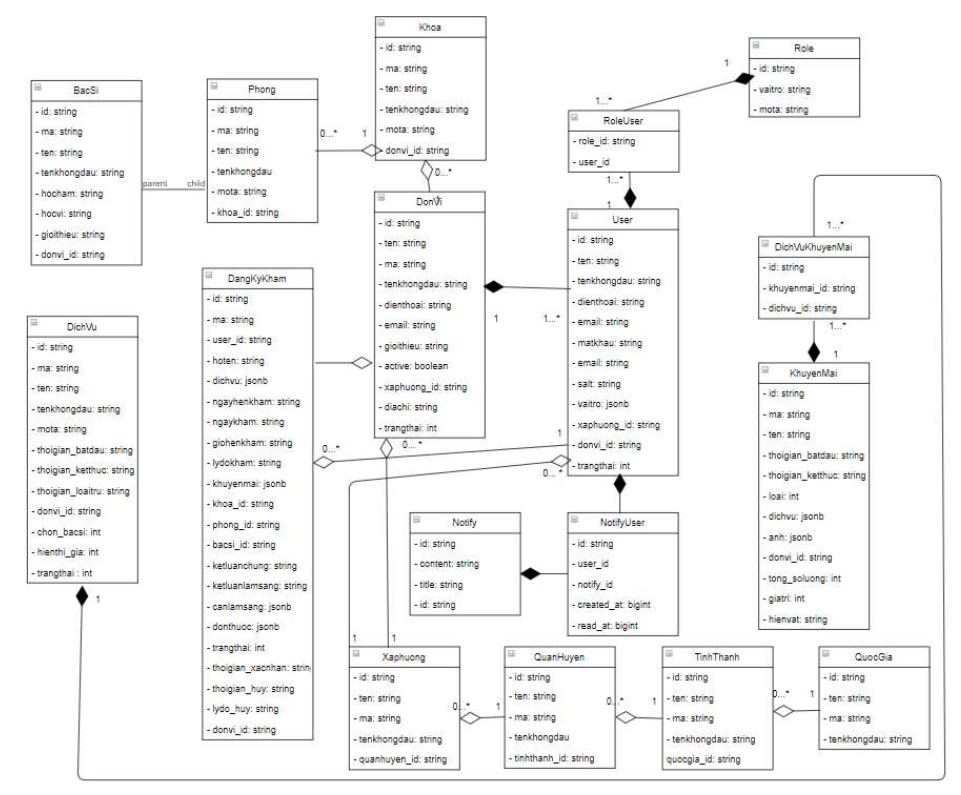 Khoa
- id: string
- ma: string
- ten: string
- tenkhongdau: string
- mota: string
- donvi_id: string
Role
- id: string
- vaitro: string
- mota: string
BacSi
- id: string
- ma: string
- ten: string
- tenkhongdau: string
- hocham: string
- hocvi: string
- gioithieu: string
- donvi_id: string
parent
child
Phong
- id: string
- ma: string
- ten: string
- tenkhongdau
- mota: string
- khoa_id: string
0...*
1
0...*
1
1...*
RoleUser
- role_id: string
- user_id
1...*
1
DonVi
- id: string
- ten: string
- ma: string
- tenkhongdau: string
- dienthoai: string
- email: string
- gioithieu: string
- active: boolean
- xaphuong_id: string
- diachi: string
- trangthai: int
1
1...*
User
- id: string
- ten: string
- tenkhongdau: string
- dienthoai: string
- email: string
- matkhau: string
- email: string
- salt: string
- vaitro: jsonb
- xaphuong_id: string
- donvi_id: string
- trangthai: int
1...*
DichVuKhuyenMai
- id: string
- khuyenmai_id: string
- dichvu_id: string
1...*
1
DangKyKham
- id: string
- ma: string
- user_id: string
- hoten: string
- dichvu: jsonb
- ngayhenkham: string
- ngaykham: string
- giohenkham: string
- lydokham: string
- khuyenmai: jsonb
- khoa_id: string
- phong_id: string
- bacsi_id: string
- ketluanchung: string
- ketluanlamsang: string
- canlamsang: jsonb
- donthuoc: jsonb
- trangthai: int
- thoigian_xacnhan: string
- thoigian_huy: string
- lydo_huy: string
- donvi_id: string
DichVu
- id: string
- ma: string
- ten: string
- tenkhongdau: string
- mota: string
- thoigian_batdau: string
- thoigian_ketthuc: string
- thoigian_loaitru: string
- donvi_id: string
- chon_bacsi: int
- hienthi_gia: int
- trangthai : int
1
KhuyenMai
- id: string
- ma: string
- ten: string
- thoigian_batdau: string
- thoigian_ketthuc: string
- loai: int
- dichvu: jsonb
- anh: jsonb
- donvi_id: string
- tong_soluong: int
- giatri: int
- hienvat: string
0...*
0...*
1
0...*
Notify
- id: string
- content: string
- title: string
- id: string
NotifyUser
- id: string
- user_id
- notify_id
- created_at: bigint
- read_at: bigint
1
1
Xaphuong
- id: string
- ten: string
- ma: string
- tenkhongdau: string
- quanhuyen_id: string
0...*
1
QuanHuyen
- id: string
- ten: string
- ma: string
- tenkhongdau
- tinhthanh_id: string
0...*
1
TinhThanh
- id: string
- ten: string
- ma: string
- tenkhongdau: string
quocgia_id: string
0...*
1
QuocGia
- id: string
- ten: string
- ma: string
- tenkhongdau: string